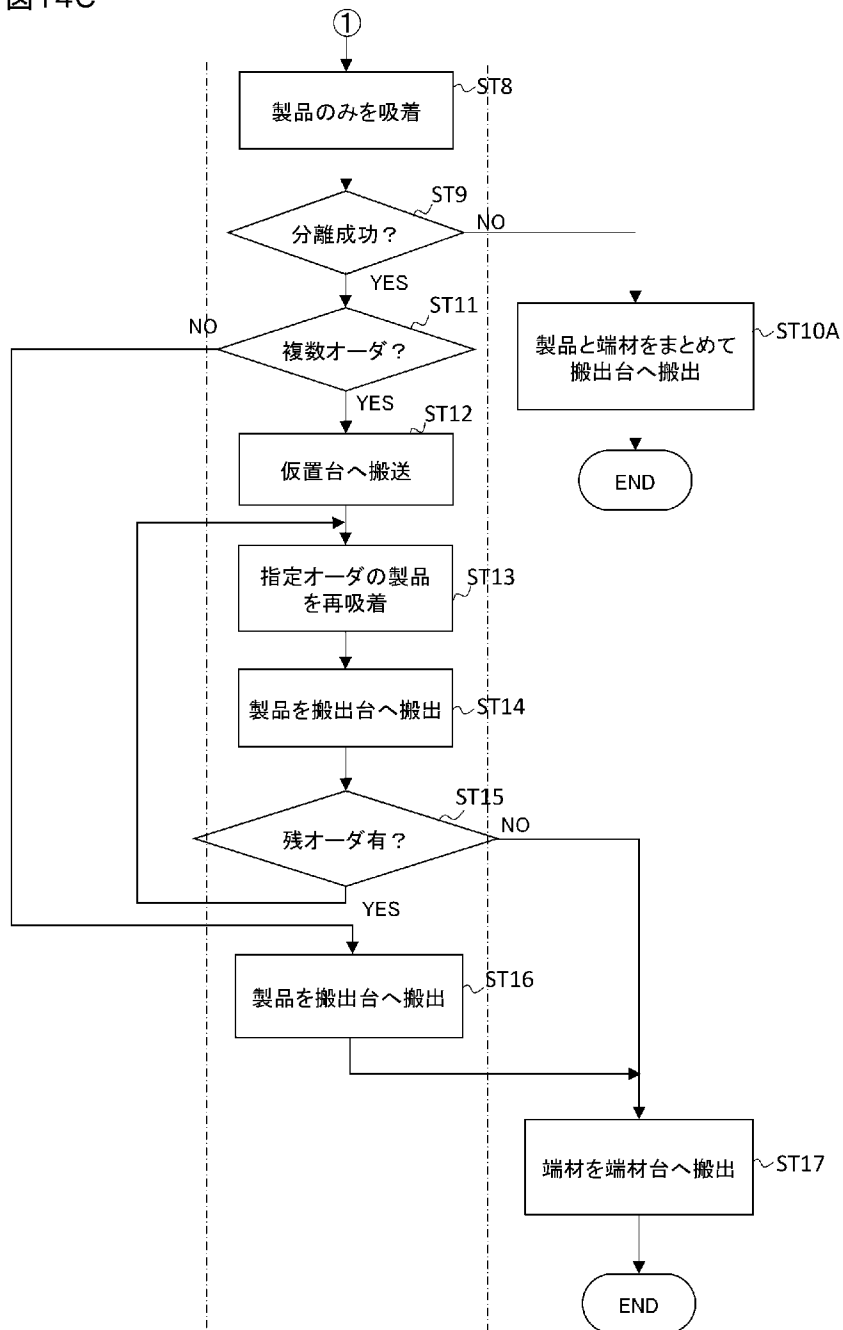 図14C
①
製品のみを吸着
ST8
分離成功？
ST9
NO
YES
複数オーダ？
ST11
NO
YES
製品と端材をまとめて
搬出台へ搬出
ST10A
END
仮置台へ搬送
ST12
指定オーダの製品
を再吸着
ST13
製品を搬出台へ搬出
ST14
残オーダ有？
ST15
NO
YES
製品を搬出台へ搬出
ST16
端材を端材台へ搬出
ST17
END